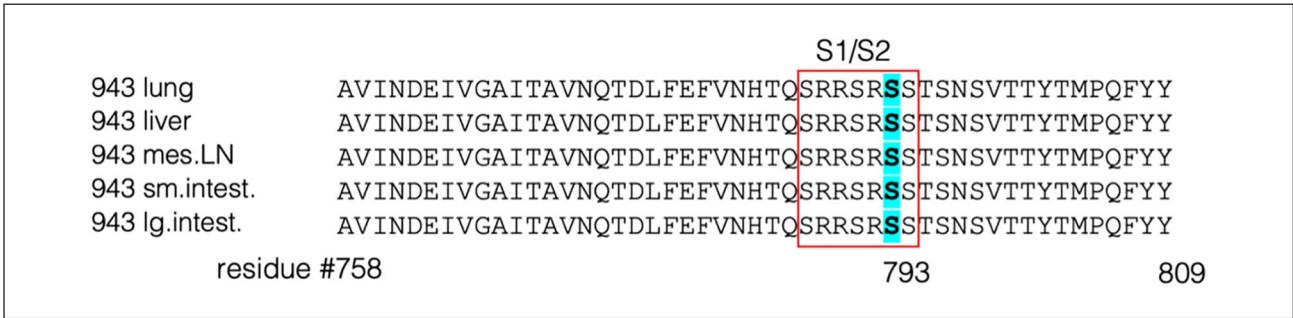 S1/S2
943 lung AVINDEIVGAITAVNQTDLFEFVNHTQSRRSRSSTSNSVTTYTMPQFYY
943 liver AVINDEIVGAITAVNQTDLFEFVNHTQSRRSRSSTSNSVTTYTMPQFYY
943 mes.LN AVINDEIVGAITAVNQTDLFEFVNHTQSRRSRSSTSNSVTTYTMPQFYY
943 sm.intest. AVINDEIVGAITAVNQTDLFEFVNHTQSRRSRSSTSNSVTTYTMPQFYY
943 lg.intest. AVINDEIVGAITAVNQTDLFEFVNHTQSRRSRSSTSNSVTTYTMPQFYY
residue #758 793 809